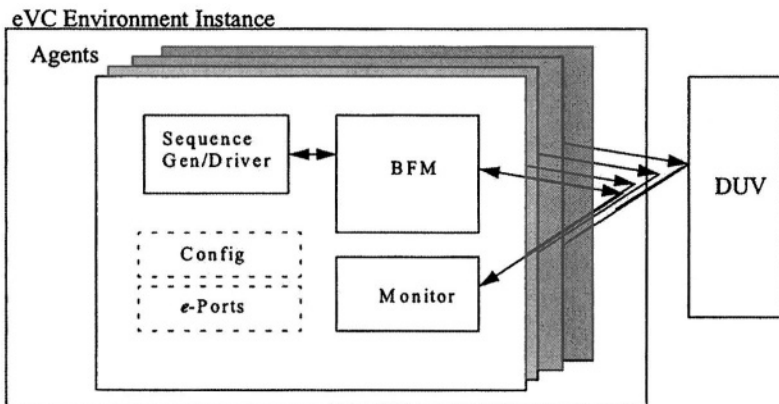 eVC Environment Instance
Agents
Sequence
Gen/Driver
BFM
DUV
Config
e-Ports
Monitor